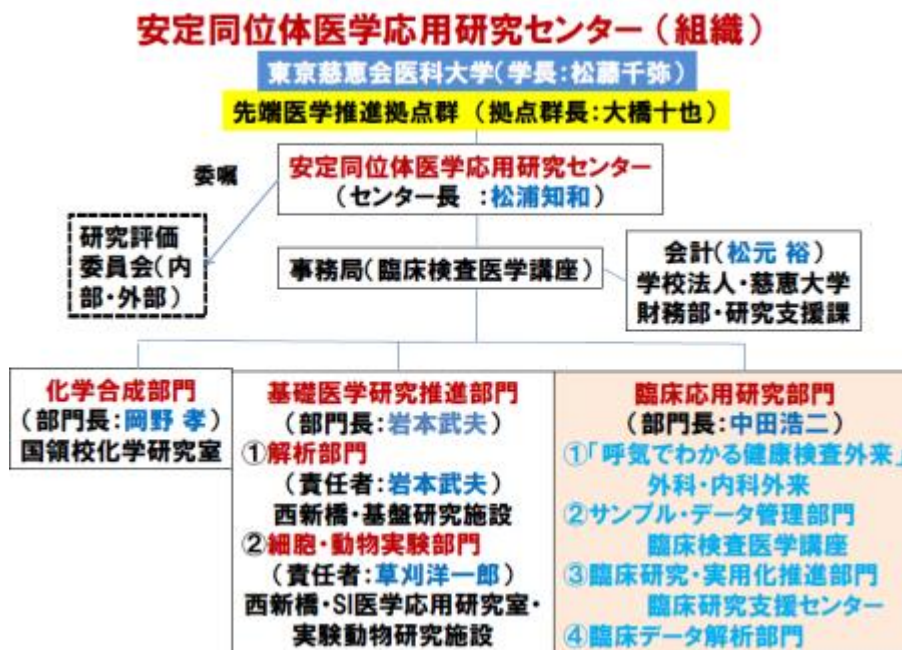 安定同位体医学応用研究センター（組織）
東京慈恵会医科大学（学長：松藤千弥）
先端医学推進拠点群　（拠点群長：大橋十也）
委嘱
安定同位体医学応用研究センター
（センター長　：松浦知和）
研究評価
委員会（内
部・外部）
事務局（臨床検査医学講座）
会計（松元 裕）
学校法人・慈恵大学
財務部・研究支援課
化学合成部門
（部門長：岡野 孝）
国領校化学研究室
基礎医学研究推進部門
（部門長：岩本武夫）
①解析部門
（責任者：岩本武夫）
西新橋・基盤研究施設
②細胞・動物実験部門
（責任者：草刈洋一郎）
西新橋・SI医学応用研究室・
実験動物研究施設
臨床応用研究部門
（部門長：中田浩二）
①「呼気でわかる健康検査外来」
外科・内科外来
②サンプル・データ管理部門
臨床検査医学講座
③臨床研究・実用化推進部門
臨床研究支援センター
④臨床データ解析部門